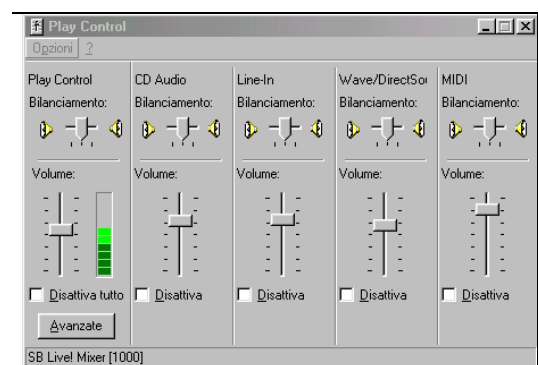 Play Control
Opzioni ?
Play Control CD Audio Line-In Wave/DirectSou MIDI
Bilanciamento: Bilanciamento: Bilanciamento: Bilanciamento: Bilanciamento:
Volume: Volume: Volume: Volume: Volume:
Disattiva tutto Disattiva Disattiva Disattiva Disattiva
Avanzate
SB Live! Mixer [1000]